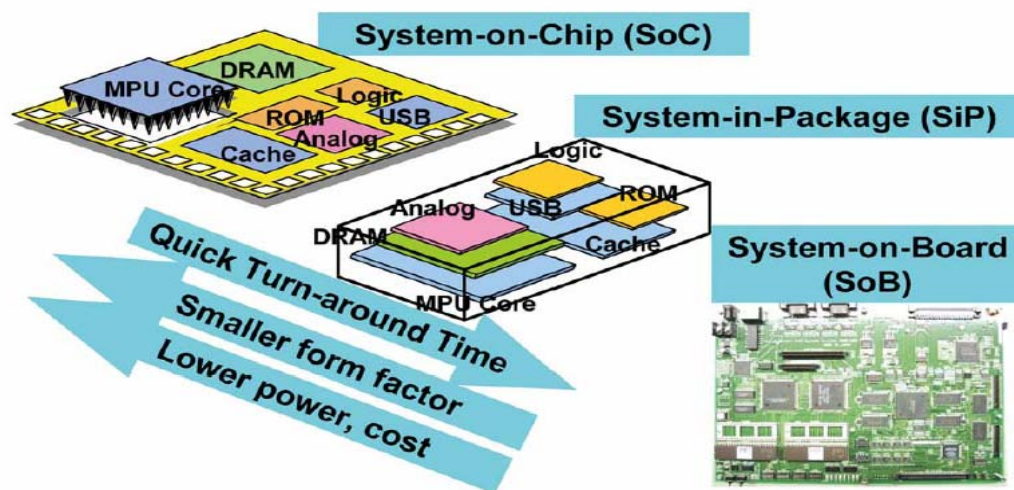 System-on-Chip (SoC)
DRAM
MPU Core
Logic
ROM
USB
Analog
Cache
System-in-Package (SiP)
Logic
ROM
Analog
USB
DRAM
Cache
MPU Core
System-on-Board
(SoB)
Quick Turn-around Time
Smaller form factor
Lower power, cost